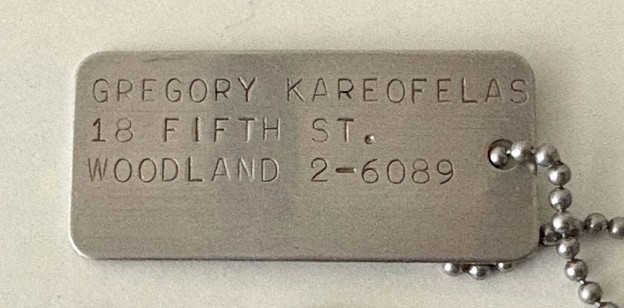 GREGORY KAREOFELAS
18 FIFTH ST.
WOODLAND 2-6089